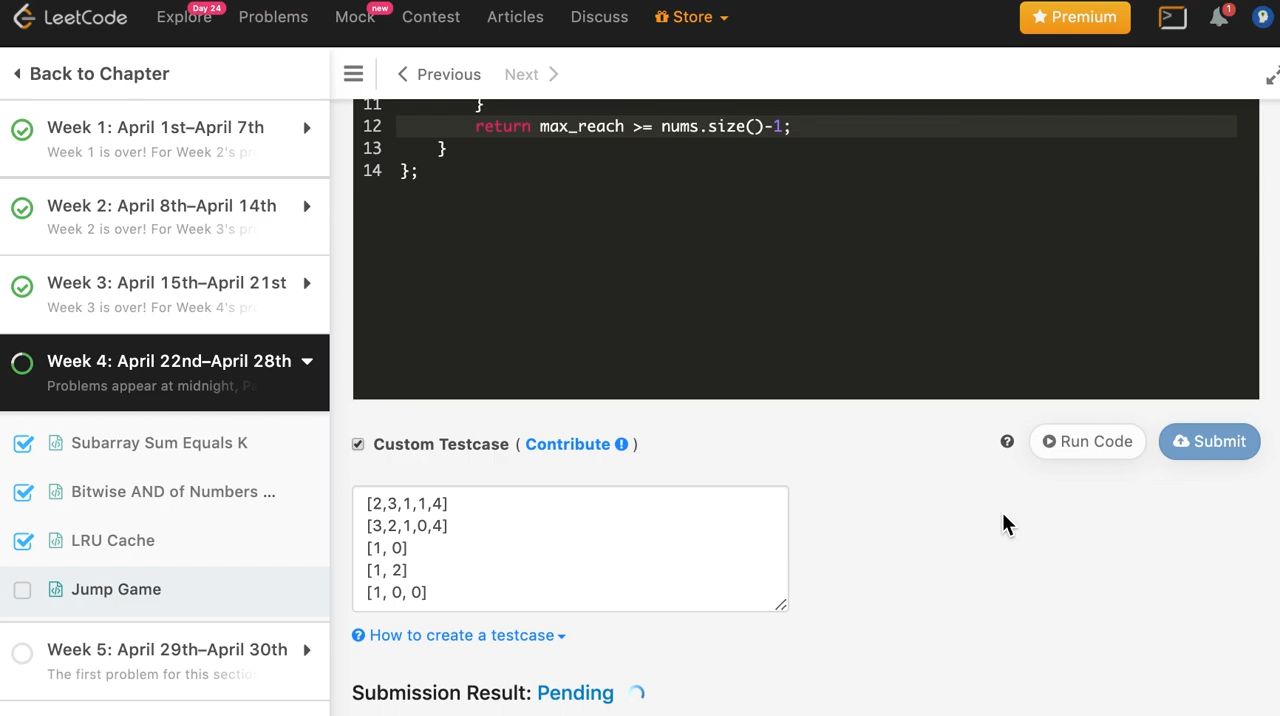 LeetCode
Explore
Day 24
Problems
Mock
new
Contest
Articles
Discuss
Store
Premium
1
Back to Chapter
Previous
Next
Week 1: April 1st–April 7th
Week 1 is over! For Week 2's pr
Week 2: April 8th–April 14th
Week 2 is over! For Week 3's pr
Week 3: April 15th–April 21st
Week 3 is over! For Week 4's pr
Week 4: April 22nd–April 28th
Problems appear at midnight, Pa
Subarray Sum Equals K
Bitwise AND of Numbers ...
LRU Cache
Jump Game
Week 5: April 29th–April 30th
The first problem for this sectio
11 }
12 return max_reach >= nums.size()-1;
13 }
14 };
Custom Testcase ( Contribute )
Run Code
Submit
[2,3,1,1,4]
[3,2,1,0,4]
[1, 0]
[1, 2]
[1, 0, 0]
How to create a testcase
Submission Result: Pending